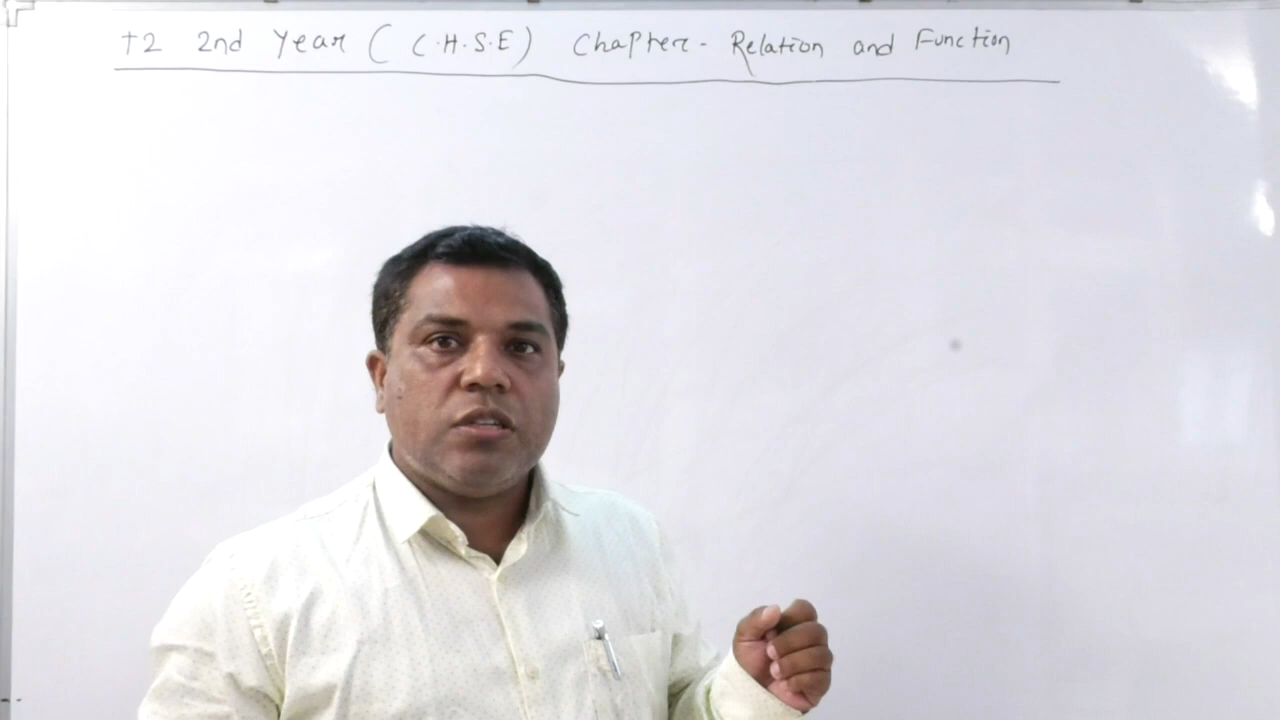 +2 2nd Year ( C.H.S.E) Chapter - Relation and Function